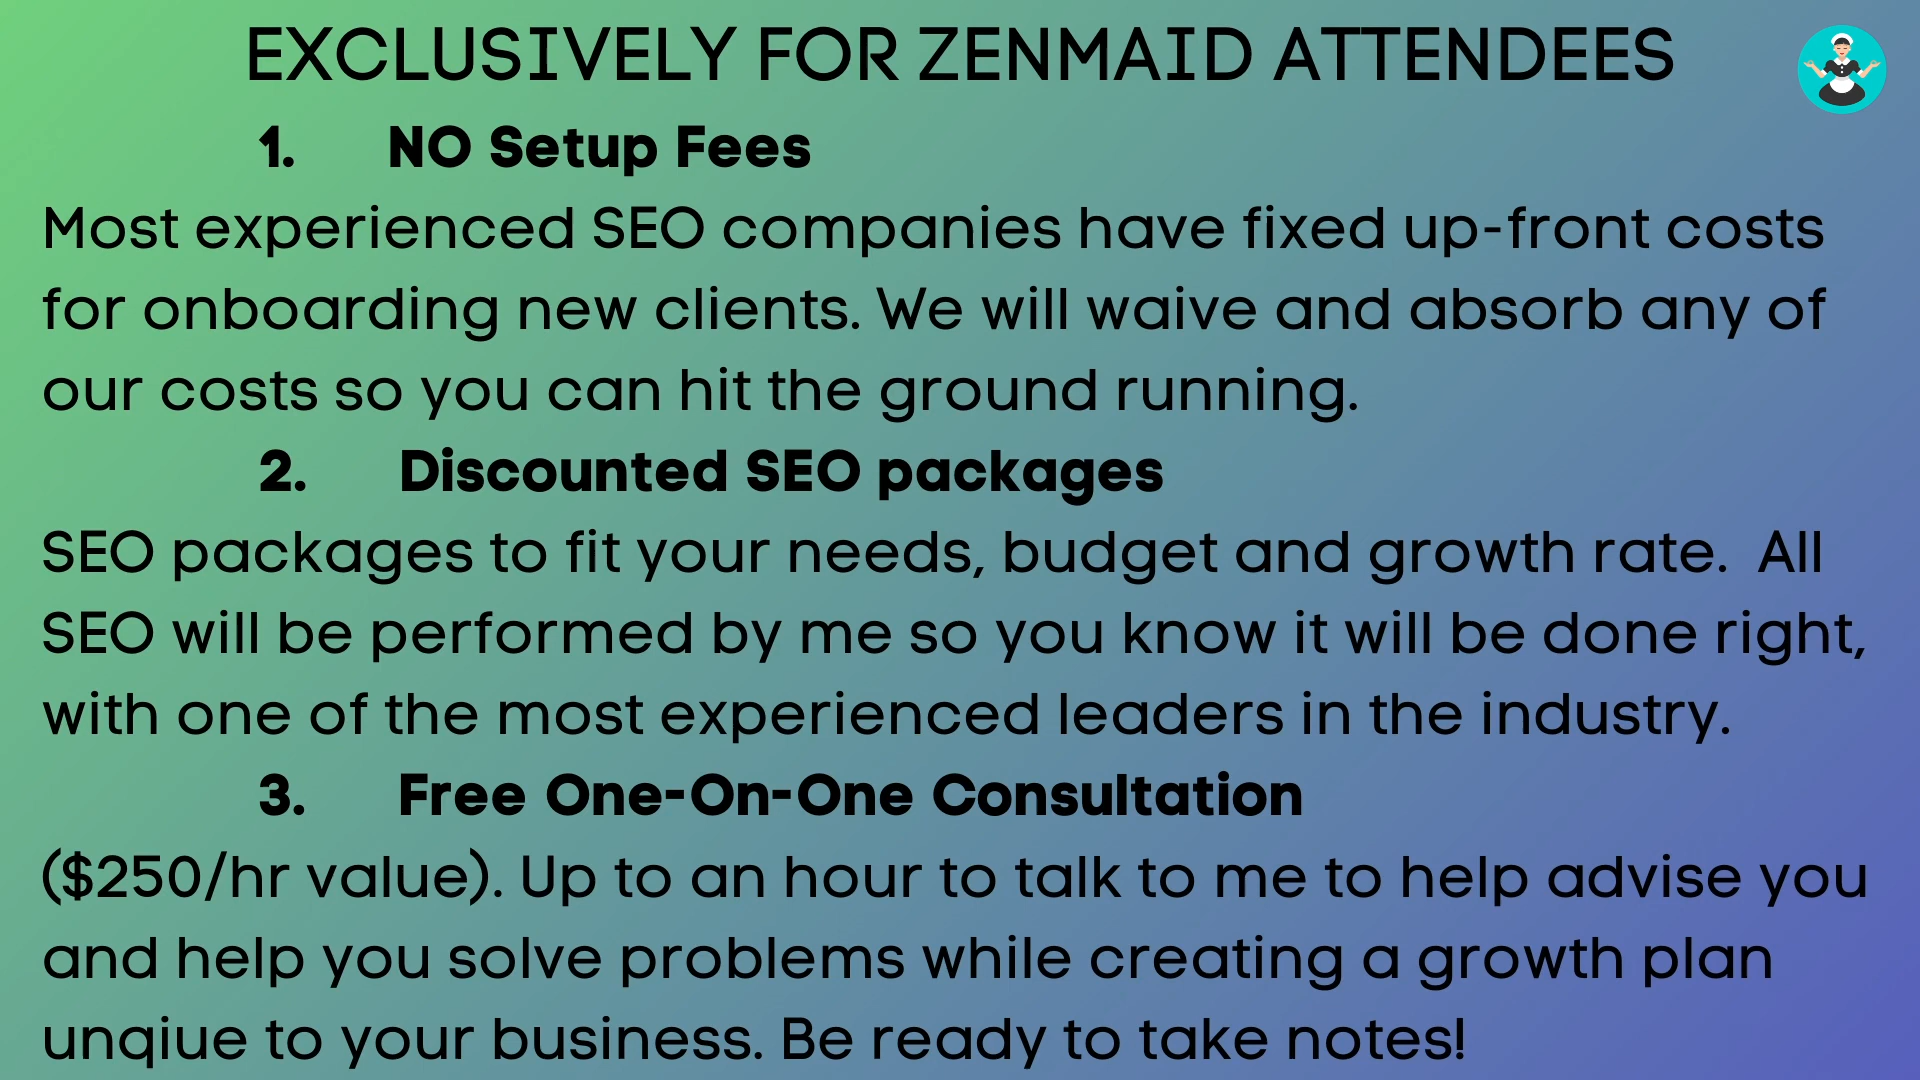 EXCLUSIVELY FOR ZENMAID ATTENDEES
1. NO Setup Fees
Most experienced SEO companies have fixed up-front costs
for onboarding new clients. We will waive and absorb any of
our costs so you can hit the ground running.
2. Discounted SEO packages
SEO packages to fit your needs, budget and growth rate.  All
SEO will be performed by me so you know it will be done right,
with one of the most experienced leaders in the industry.
3. Free One-On-One Consultation
($250/hr value). Up to an hour to talk to me to help advise you
and help you solve problems while creating a growth plan
unqiue to your business. Be ready to take notes!